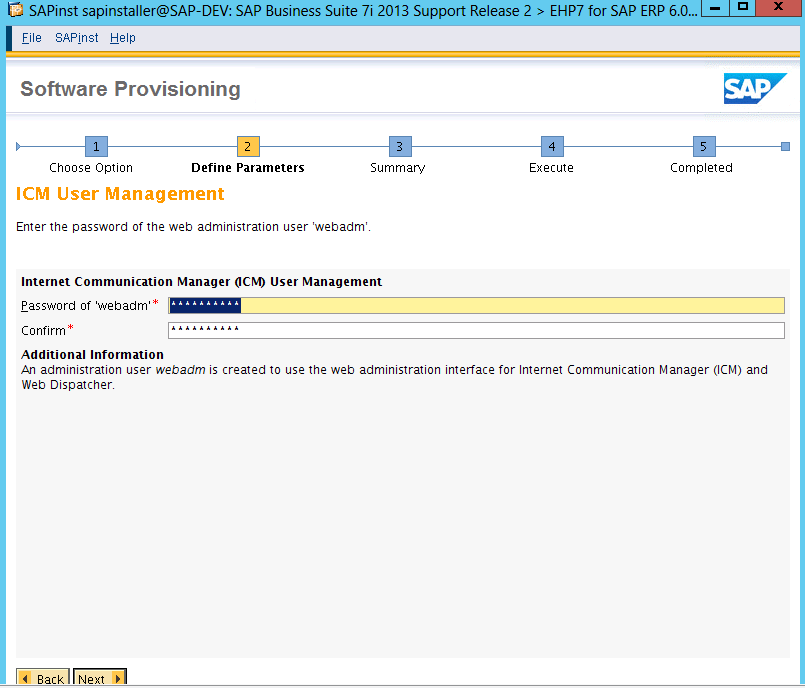 SAPinst sapinstaller@SAP-DEV: SAP Business Suite 7i 2013 Support Release 2 > EHP7 for SAP ERP 6.0...
File SAPinst Help
Software Provisioning
SAP
1 2 3 4 5
Choose Option Define Parameters Summary Execute Completed
ICM User Management
Enter the password of the web administration user 'webadm'.
Internet Communication Manager (ICM) User Management
Password of 'webadm'* **********
Confirm* **********
Additional Information
An administration user webadm is created to use the web administration interface for Internet Communication Manager (ICM) and
Web Dispatcher.
Back Next